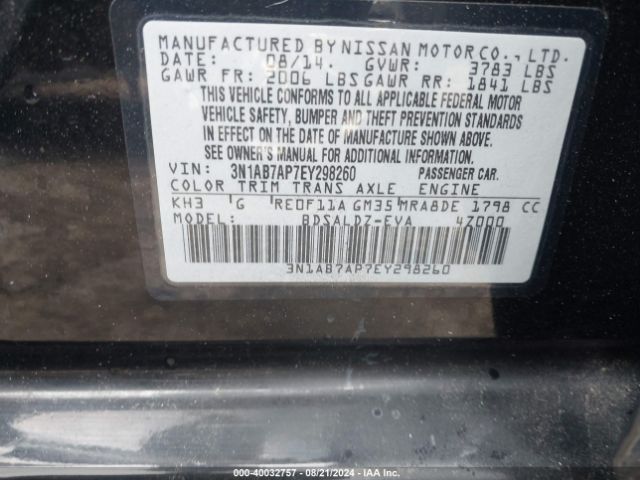 MANUFACTURED BY NISSAN MOTOR CO., LTD.
DATE: 08/14. GVWR: 3783 LBS
GAWR FR: 2006 LBS GAWR RR: 1841 LBS
THIS VEHICLE CONFORMS TO ALL APPLICABLE FEDERAL MOTOR
VEHICLE SAFETY, BUMPER AND THEFT PREVENTION STANDARDS
IN EFFECT ON THE DATE OF MANUFACTURE SHOWN ABOVE.
SEE OWNER'S MANUAL FOR ADDITIONAL INFORMATION.
VIN: 3N1AB7AP7EY298260 PASSENGER CAR.
COLOR TRIM TRANS AXLE ENGINE
KH3 G RE0F11A GM35 MRA8DE 1798 CC
MODEL: BDSALDZ-EVA 47000
3N1AB7AP7EY298260
000-40032757 - 08/21/2024 - IAA Inc.